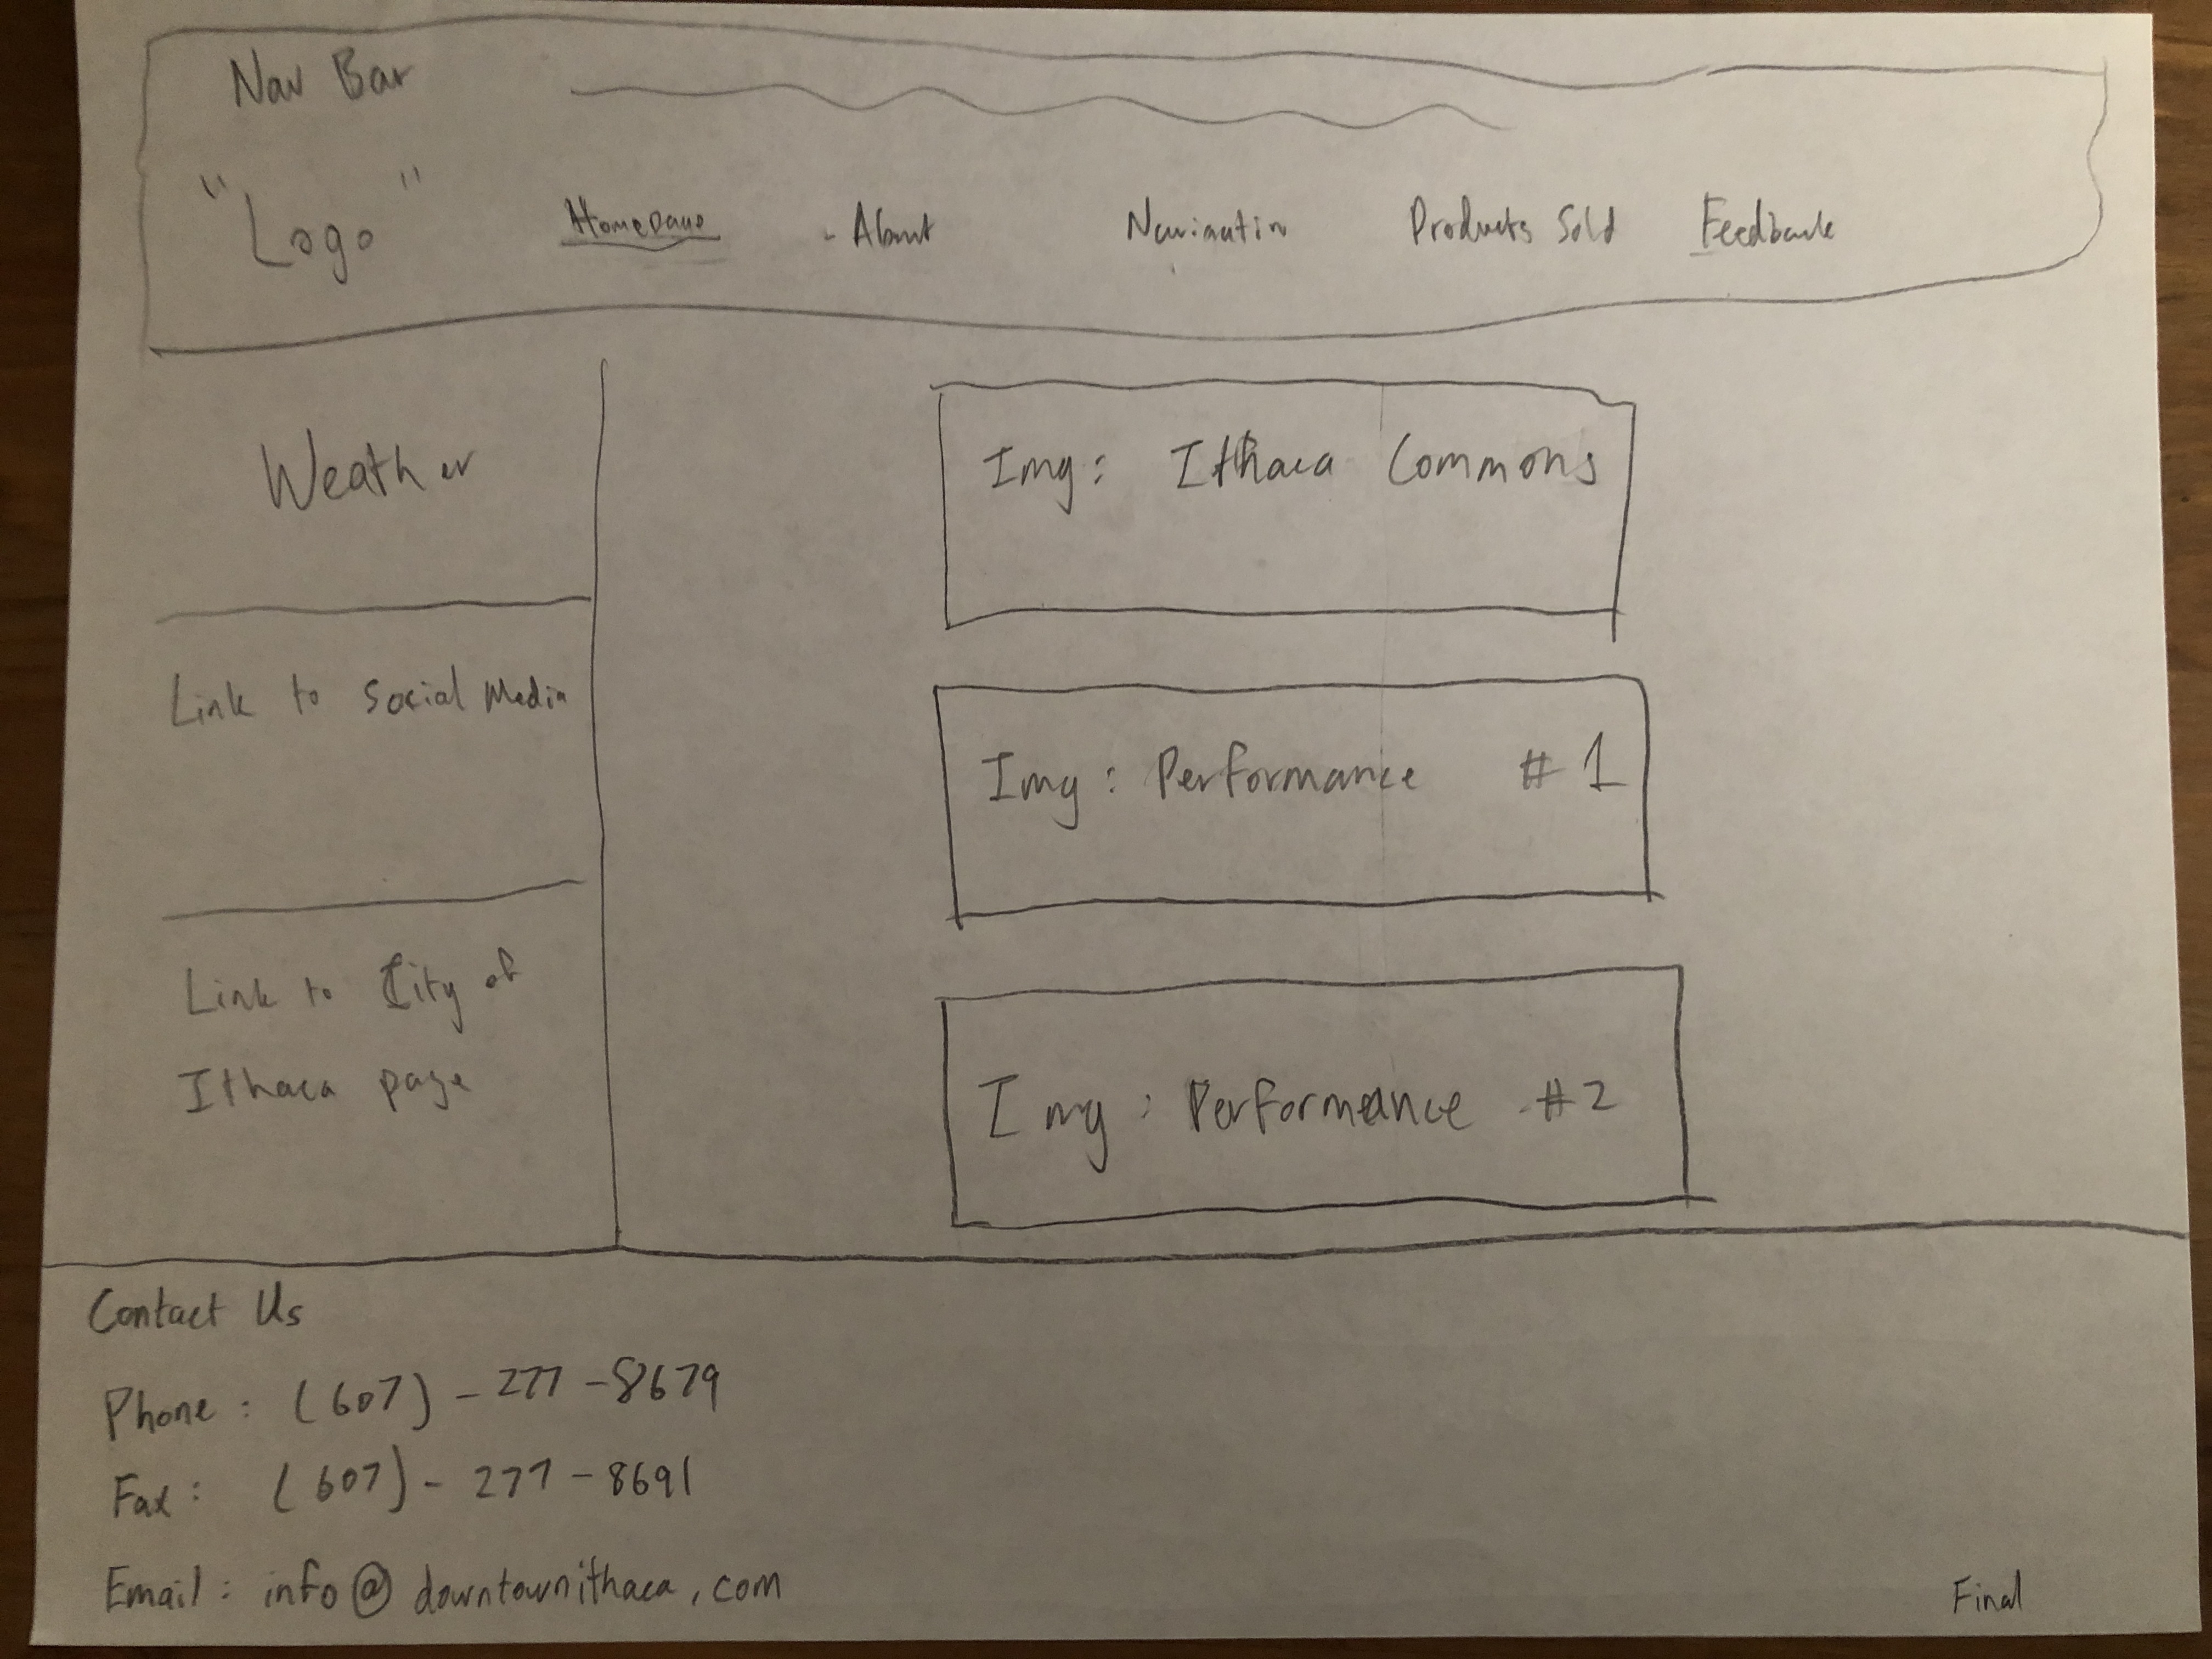 Nav Bar
"Logo" Homepage - About Navigation Products Sold Feedback
Weather
Link to Social Media
Link to City of
Ithaca page
Img: Ithaca Commons
Img: Performance #1
Img: Performance #2
Contact Us
Phone: (607) - 277 - 8679
Fax: (607) - 277 - 8691
Email: info@downtownithaca.com
Final